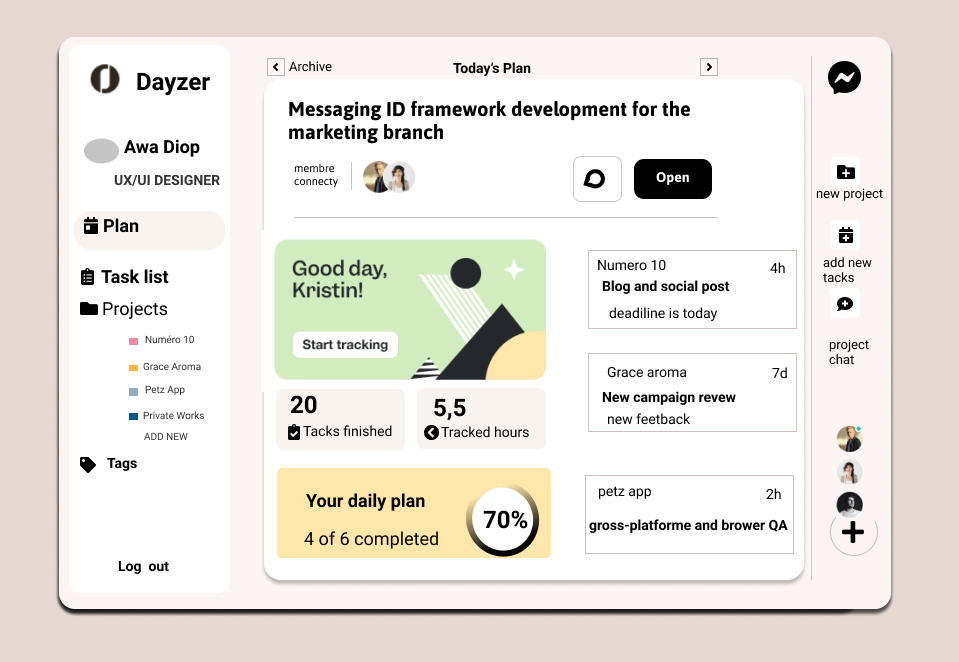 Dayzer
Awa Diop
UX/UI DESIGNER
Plan
Task list
Projects
Numéro 10
Grace Aroma
Petz App
Private Works
ADD NEW
Tags
Log out
Archive
Today's Plan
Messaging ID framework development for the
marketing branch
membre
connecty
Open
Good day,
Kristin!
Start tracking
20
Tacks finished
5,5
Tracked hours
Your daily plan
4 of 6 completed
70%
Numero 10
4h
Blog and social post
deadiline is today
Grace aroma
7d
New campaign revew
new feetback
petz app
2h
gross-platforme and brower QA
new project
add new
tacks
project
chat